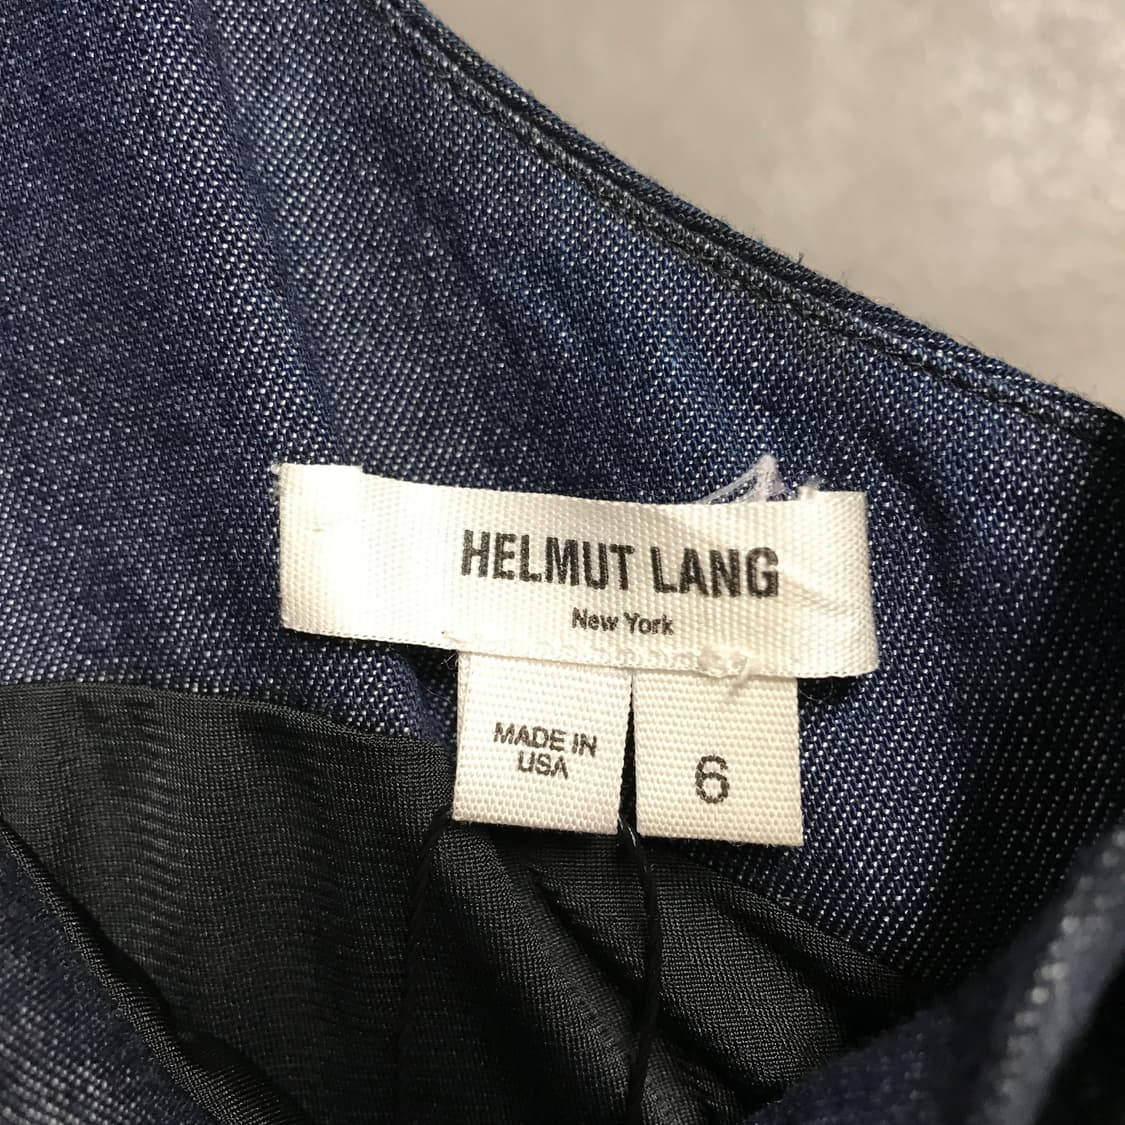 HELMUT LANG
New York
MADE IN
USA
6